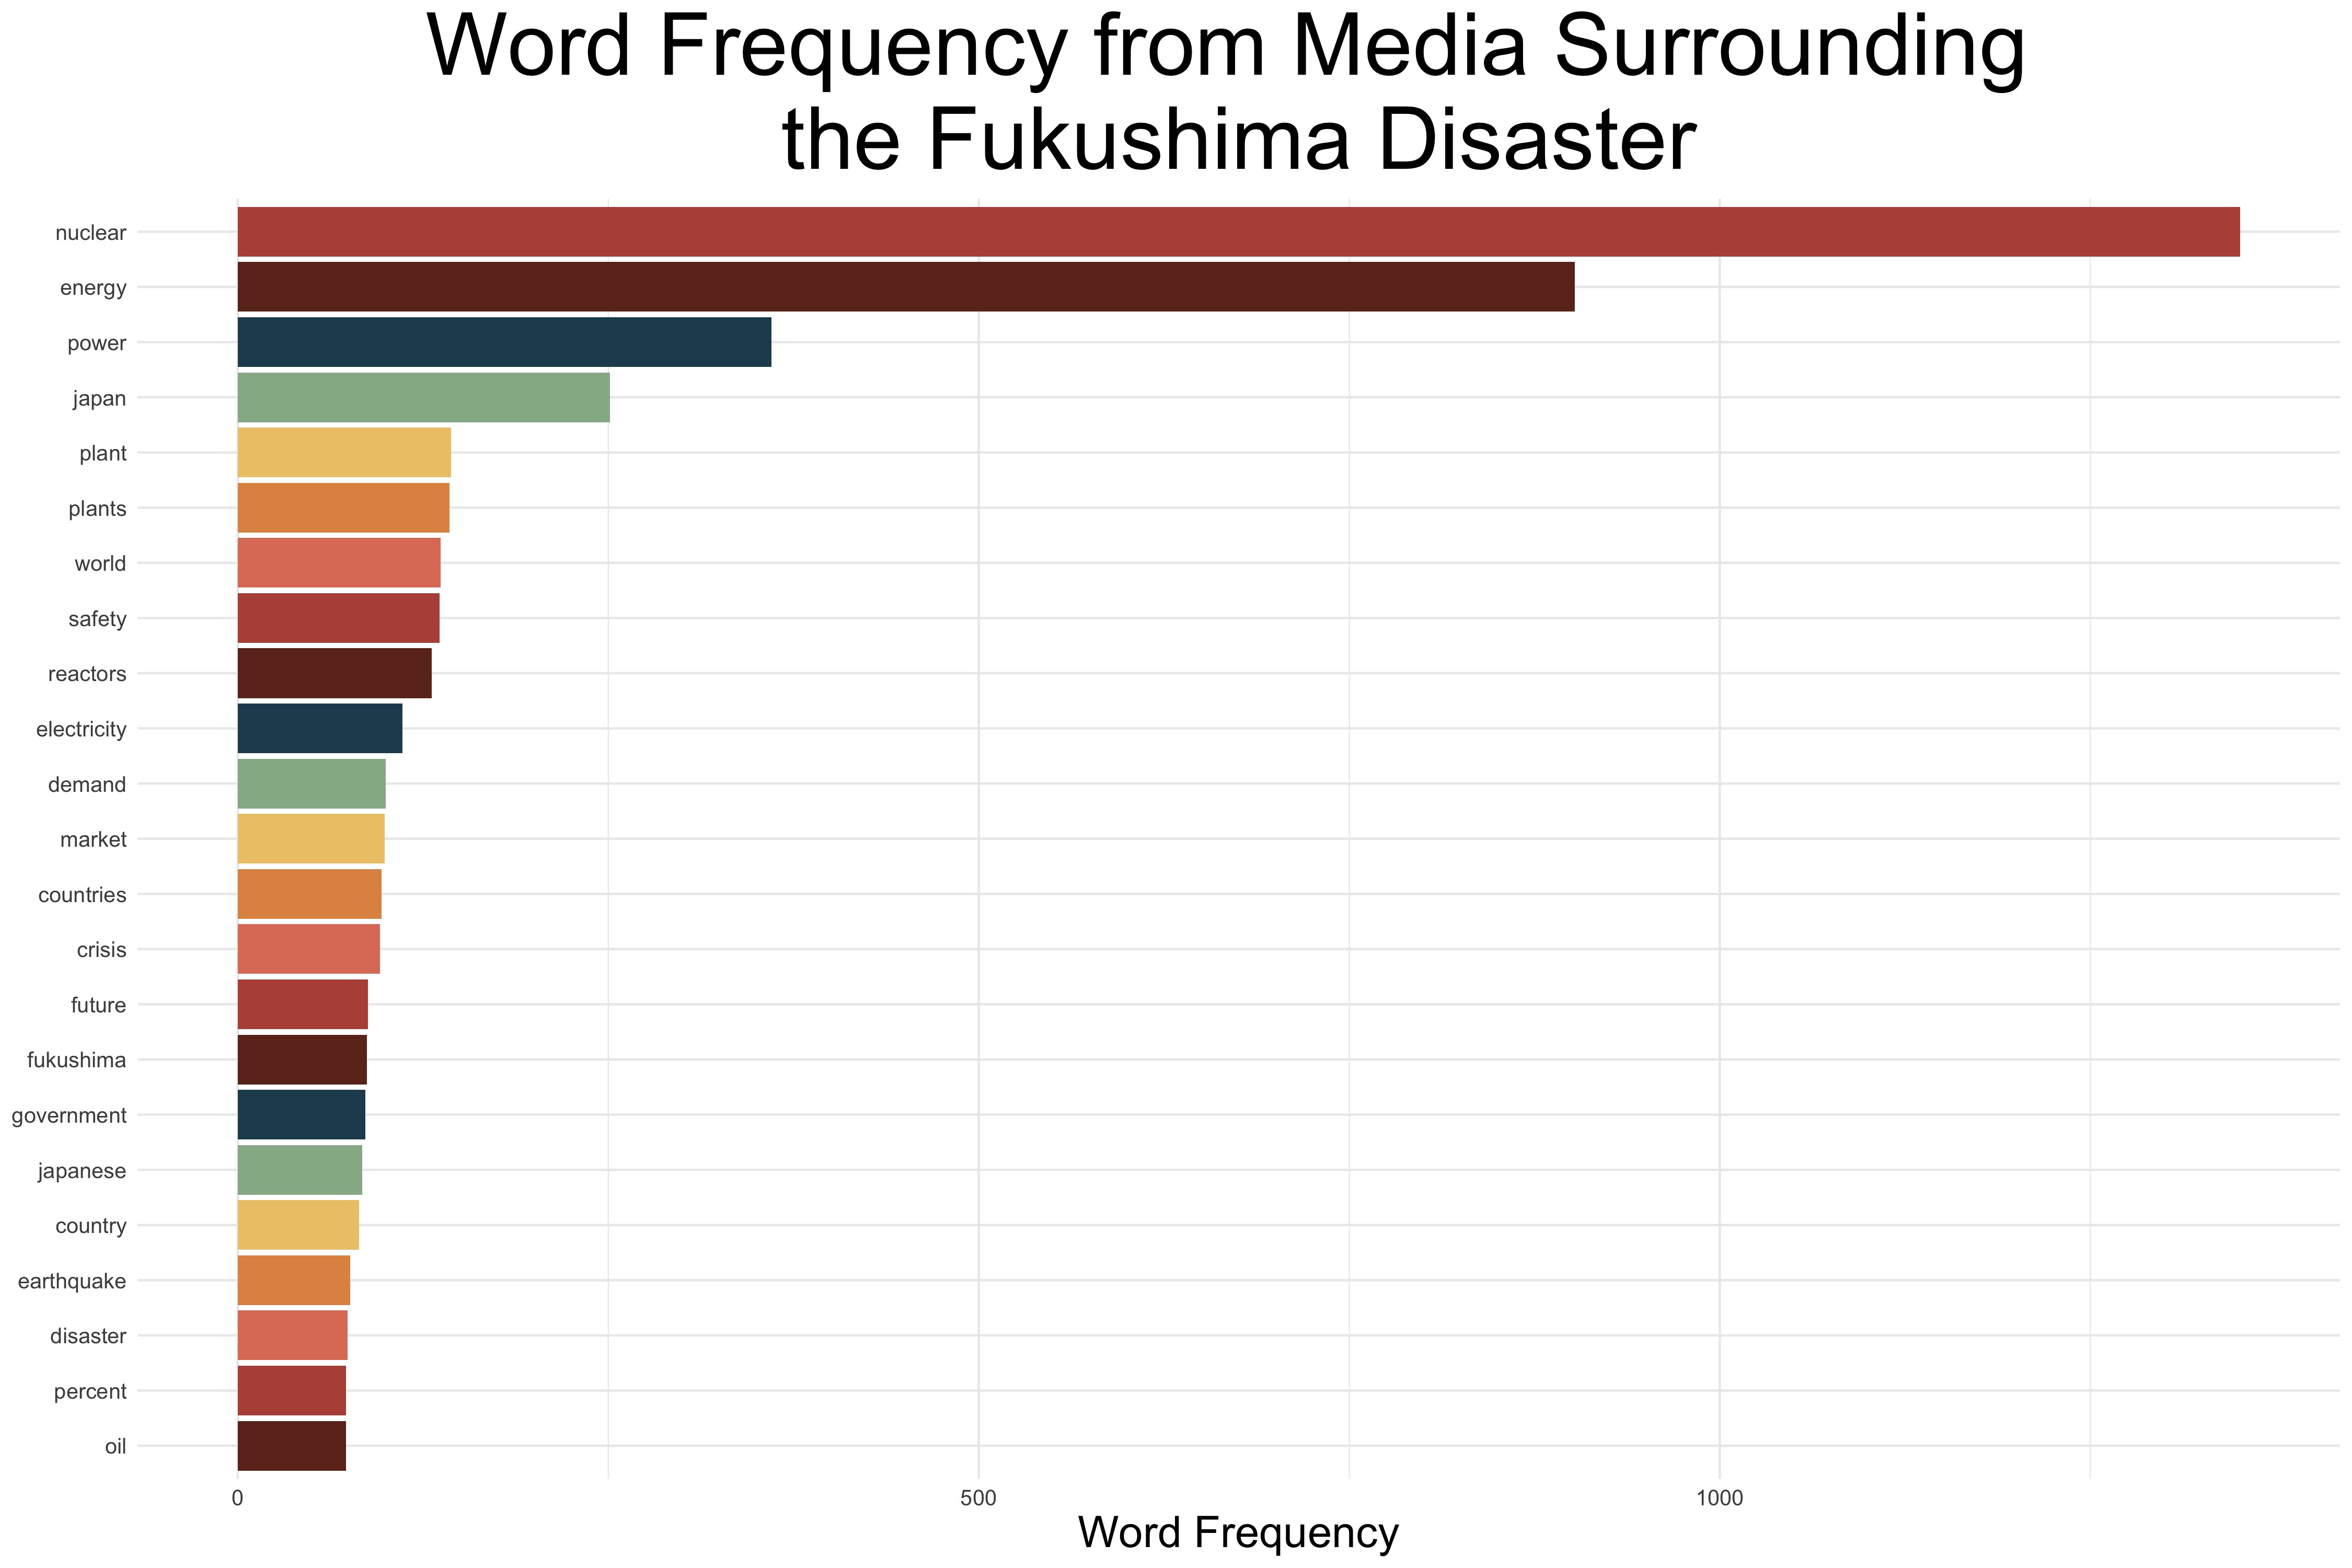 Word Frequency from Media Surrounding
the Fukushima Disaster
nuclear
energy
power
japan
plant
plants
world
safety
reactors
electricity
demand
market
countries
crisis
future
fukushima
government
japanese
country
earthquake
disaster
percent
oil
0 500 1000
Word Frequency